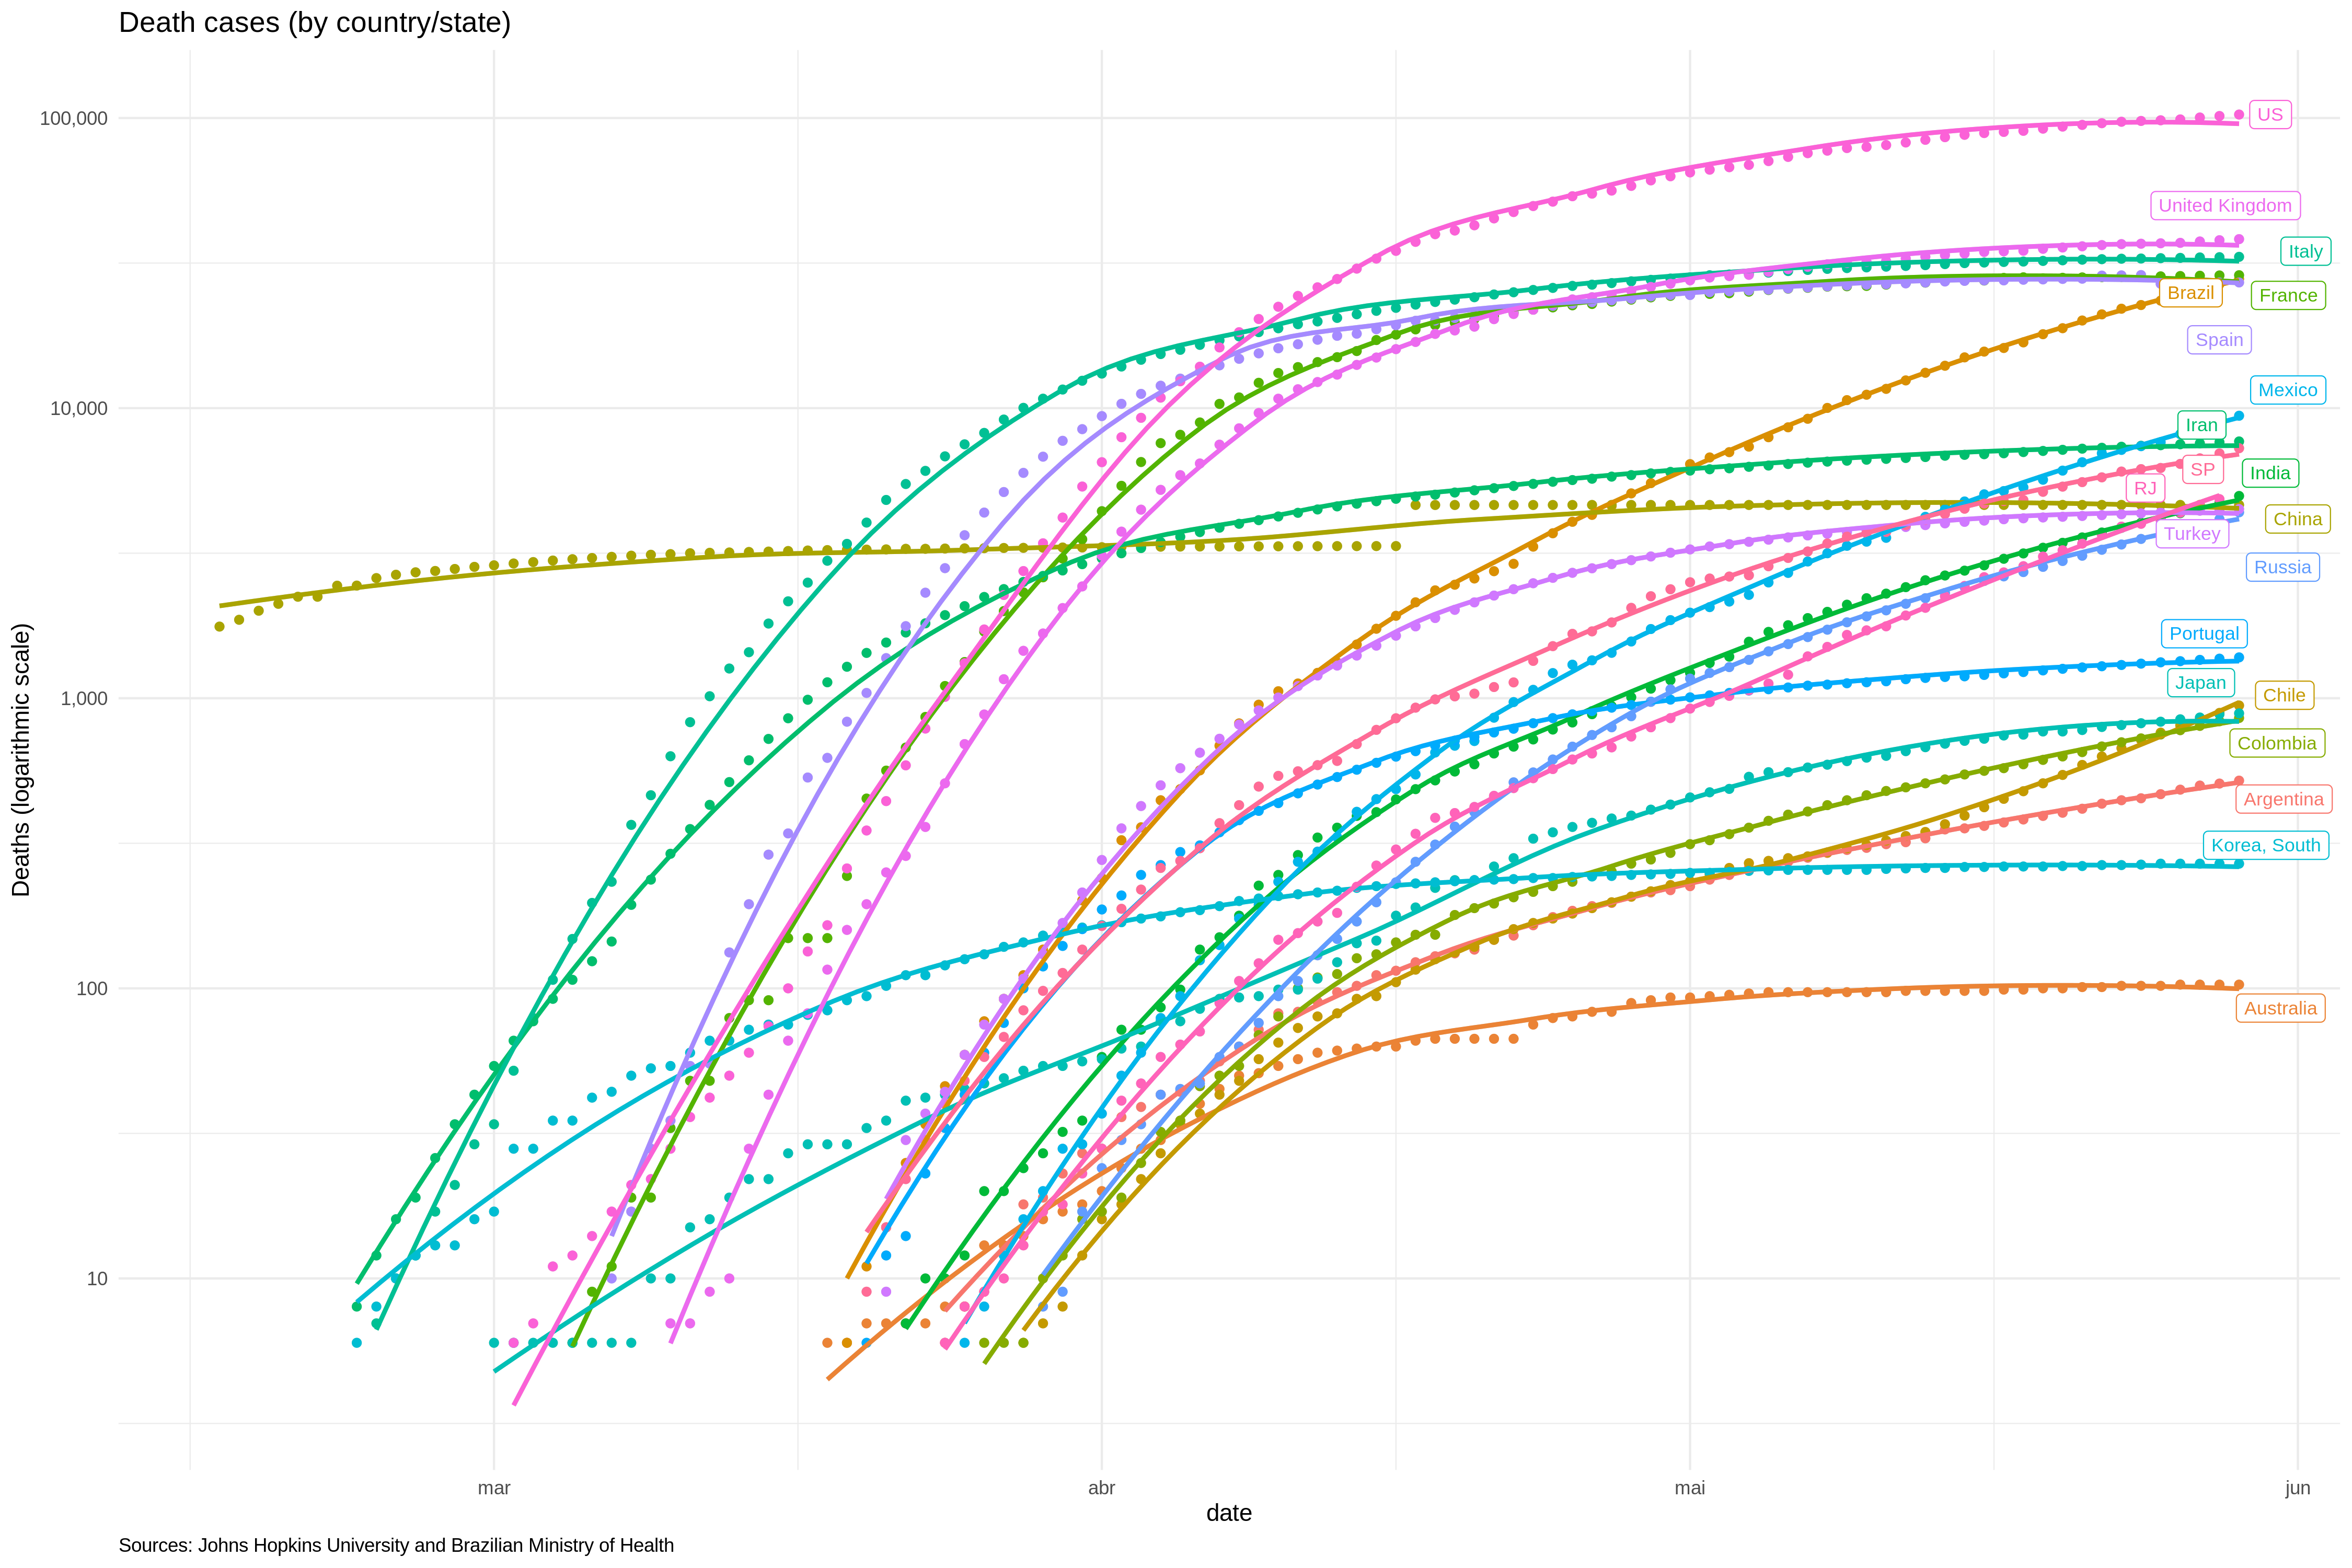 Death cases (by country/state)
100,000
US
United Kingdom
Italy
Brazil
France
Spain
Mexico
10,000
Iran
SP
India
RJ
China
Turkey
Russia
Portugal
Japan
1,000
Chile
Colombia
Argentina
Korea, South
100
Australia
10
Deaths (logarithmic scale)
mar
abr
mai
jun
date
Sources: Johns Hopkins University and Brazilian Ministry of Health